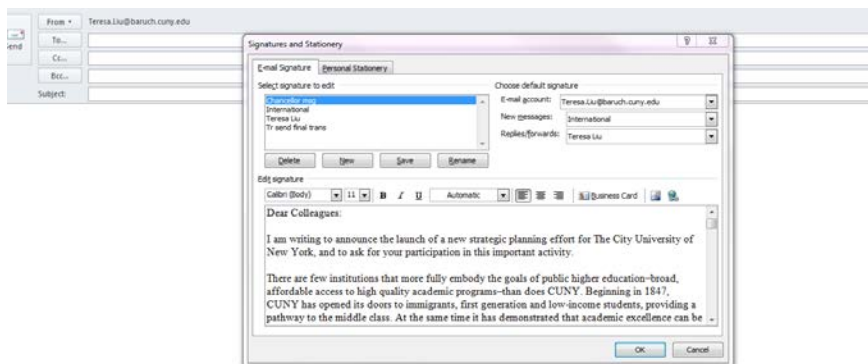 From
Teresa.Liu@baruch.cuny.edu
Send
To...
Cc...
Bcc...
Subject:
Signatures and Stationery
E-mail Signature
Personal Stationery
Select signature to edit
Chancellor msg
International
Teresa Liu
Tr send final trans
Delete
New
Save
Rename
Choose default signature
E-mail account:
Teresa.Liu@baruch.cuny.edu
New messages:
International
Replies/forwards:
Teresa Liu
Edit signature
Calibri (Body)
11
B
I
U
Automatic
Business Card
Dear Colleagues:
I am writing to announce the launch of a new strategic planning effort for The City University of
New York, and to ask for your participation in this important activity.
There are few institutions that more fully embody the goals of public higher education–broad,
affordable access to high quality academic programs–than does CUNY. Beginning in 1847,
CUNY has opened its doors to immigrants, first generation and low-income students, providing a
pathway to the middle class. At the same time it has demonstrated that academic excellence can be
OK
Cancel